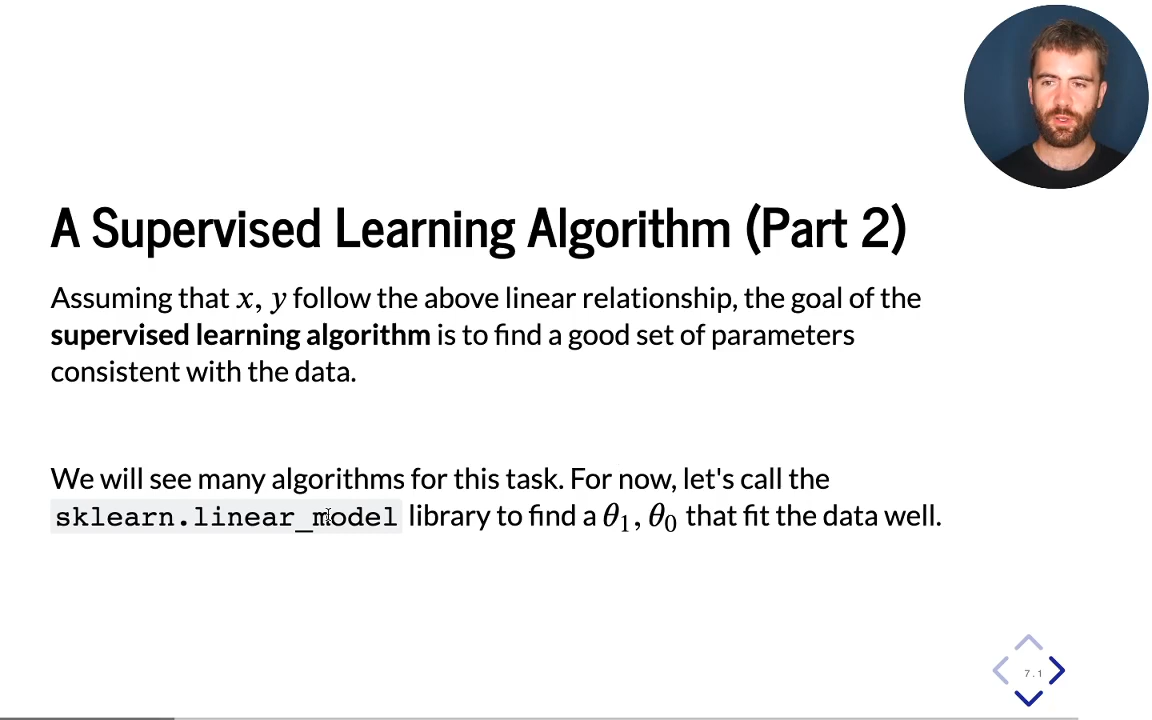 A Supervised Learning Algorithm (Part 2)
Assuming that x, y follow the above linear relationship, the goal of the
supervised learning algorithm is to find a good set of parameters
consistent with the data.
We will see many algorithms for this task. For now, let's call the
sklearn.linear_model library to find a θ₁, θ₀ that fit the data well.
7.1